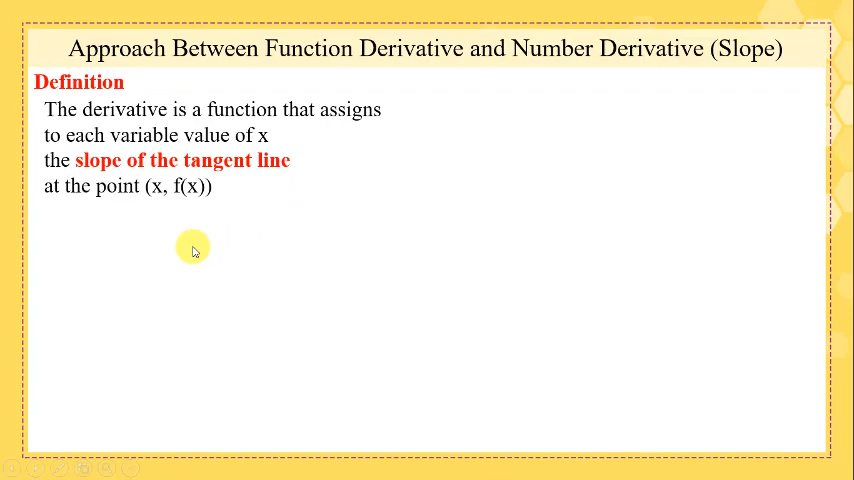 Approach Between Function Derivative and Number Derivative (Slope)
Definition
The derivative is a function that assigns
to each variable value of x
the slope of the tangent line
at the point (x, f(x))